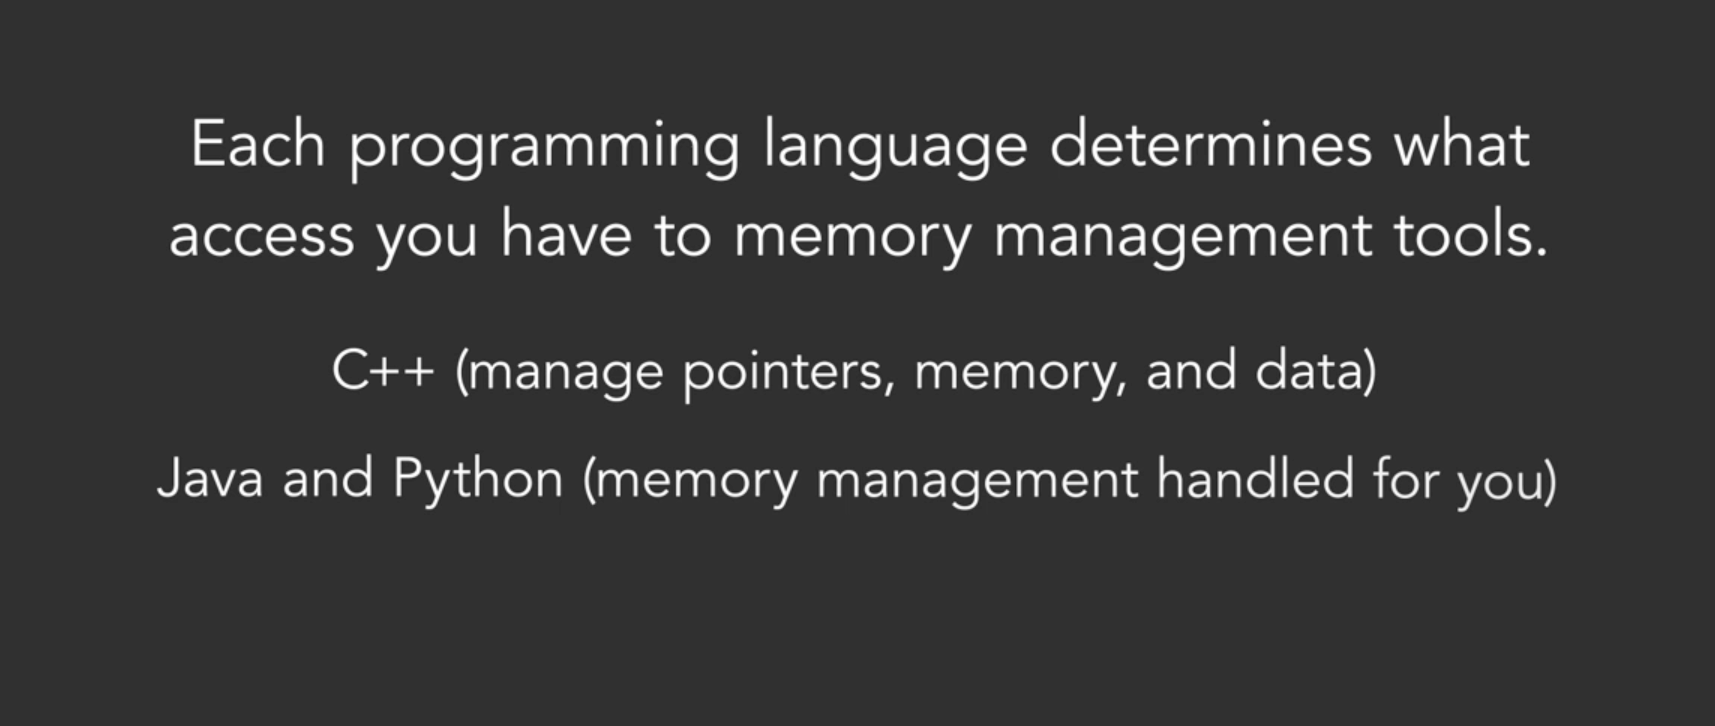 Each programming language determines what
access you have to memory management tools.
C++ (manage pointers, memory, and data)
Java and Python (memory management handled for you)